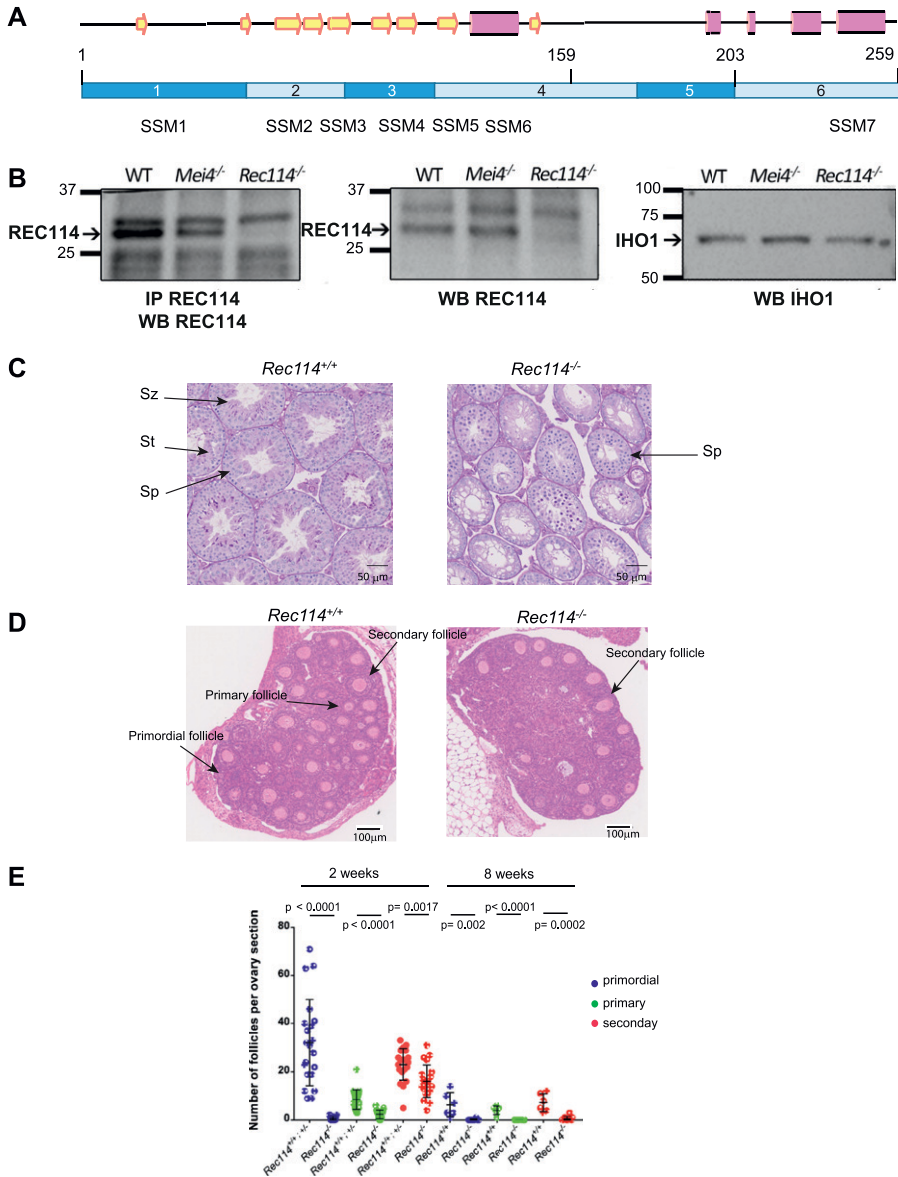 A
1 159 203 259
1 2 3 4 5 6
SSM1 SSM2 SSM3 SSM4 SSM5 SSM6 SSM7
B
WT Mei4-/- Rec114-/-
37
REC114
25
IP REC114
WB REC114
WT Mei4-/- Rec114-/-
37
REC114
25
WB REC114
WT Mei4-/- Rec114-/-
100
75
IHO1
50
WB IHO1
C
Rec114+/+
Sz
St
Sp
50 µm
Rec114-/-
Sp
50 µm
D
Rec114+/+
Secondary follicle
Primary follicle
Primordial follicle
100µm
Rec114-/-
Secondary follicle
100µm
E
2 weeks 8 weeks
p < 0.0001 p= 0.0017 p < 0.0001
p < 0.0001 p= 0.002 p= 0.0002
Number of follicles per ovary section
80
60
40
20
0
primordial
primary
seconday
Rec114+/+ ; +/-
Rec114-/-
Rec114+/+ ; +/-
Rec114-/-
Rec114+/+ ; +/-
Rec114-/-
Rec114+/+
Rec114-/-
Rec114+/+
Rec114-/-
Rec114+/+
Rec114-/-